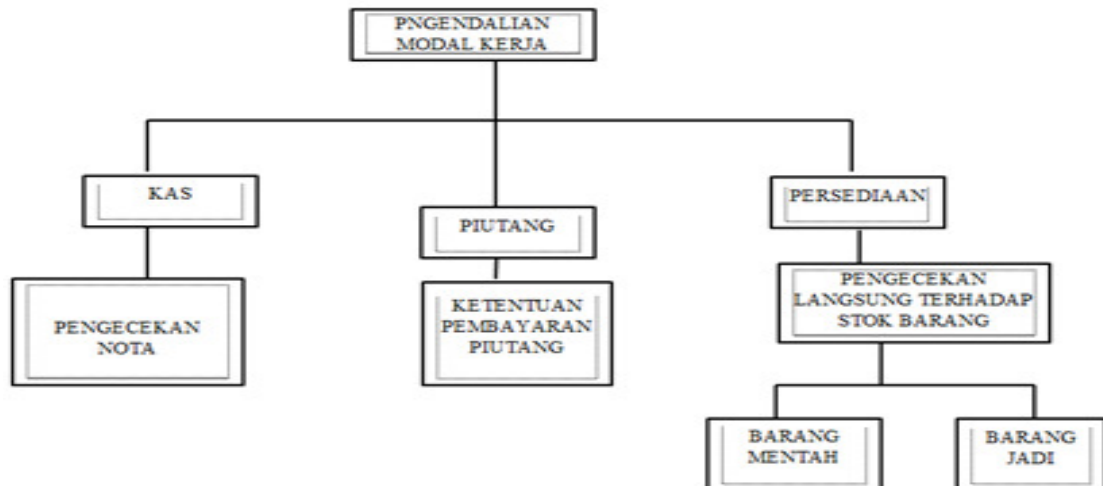 PNGENDALIAN
MODAL KERJA
KAS
PIUTANG
PERSEDIAAN
PENGECEKAN
NOTA
KETENTUAN
PEMBAYARAN
PIUTANG
PENGECEKAN
LANGSUNG TERHADAP
STOK BARANG
BARANG
MENTAH
BARANG
JADI